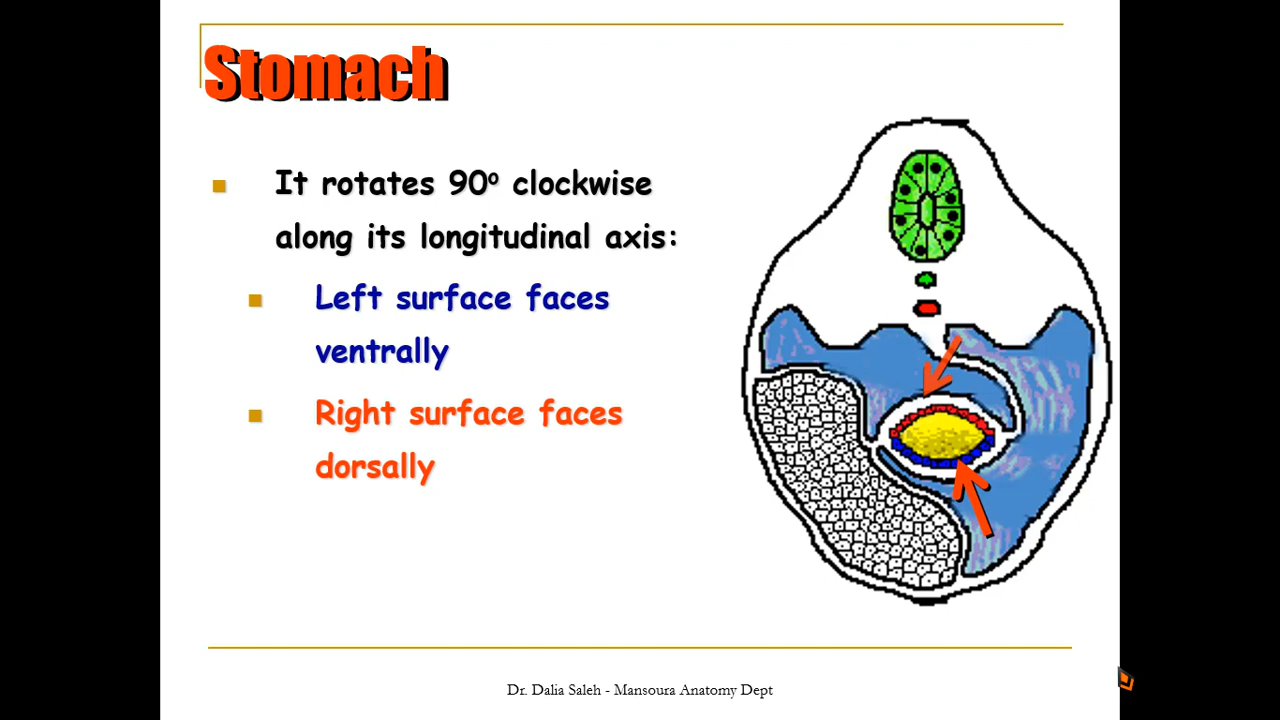 Stomach
It rotates 90º clockwise
along its longitudinal axis:
Left surface faces
ventrally
Right surface faces
dorsally
Dr. Dalia Saleh - Mansoura Anatomy Dept